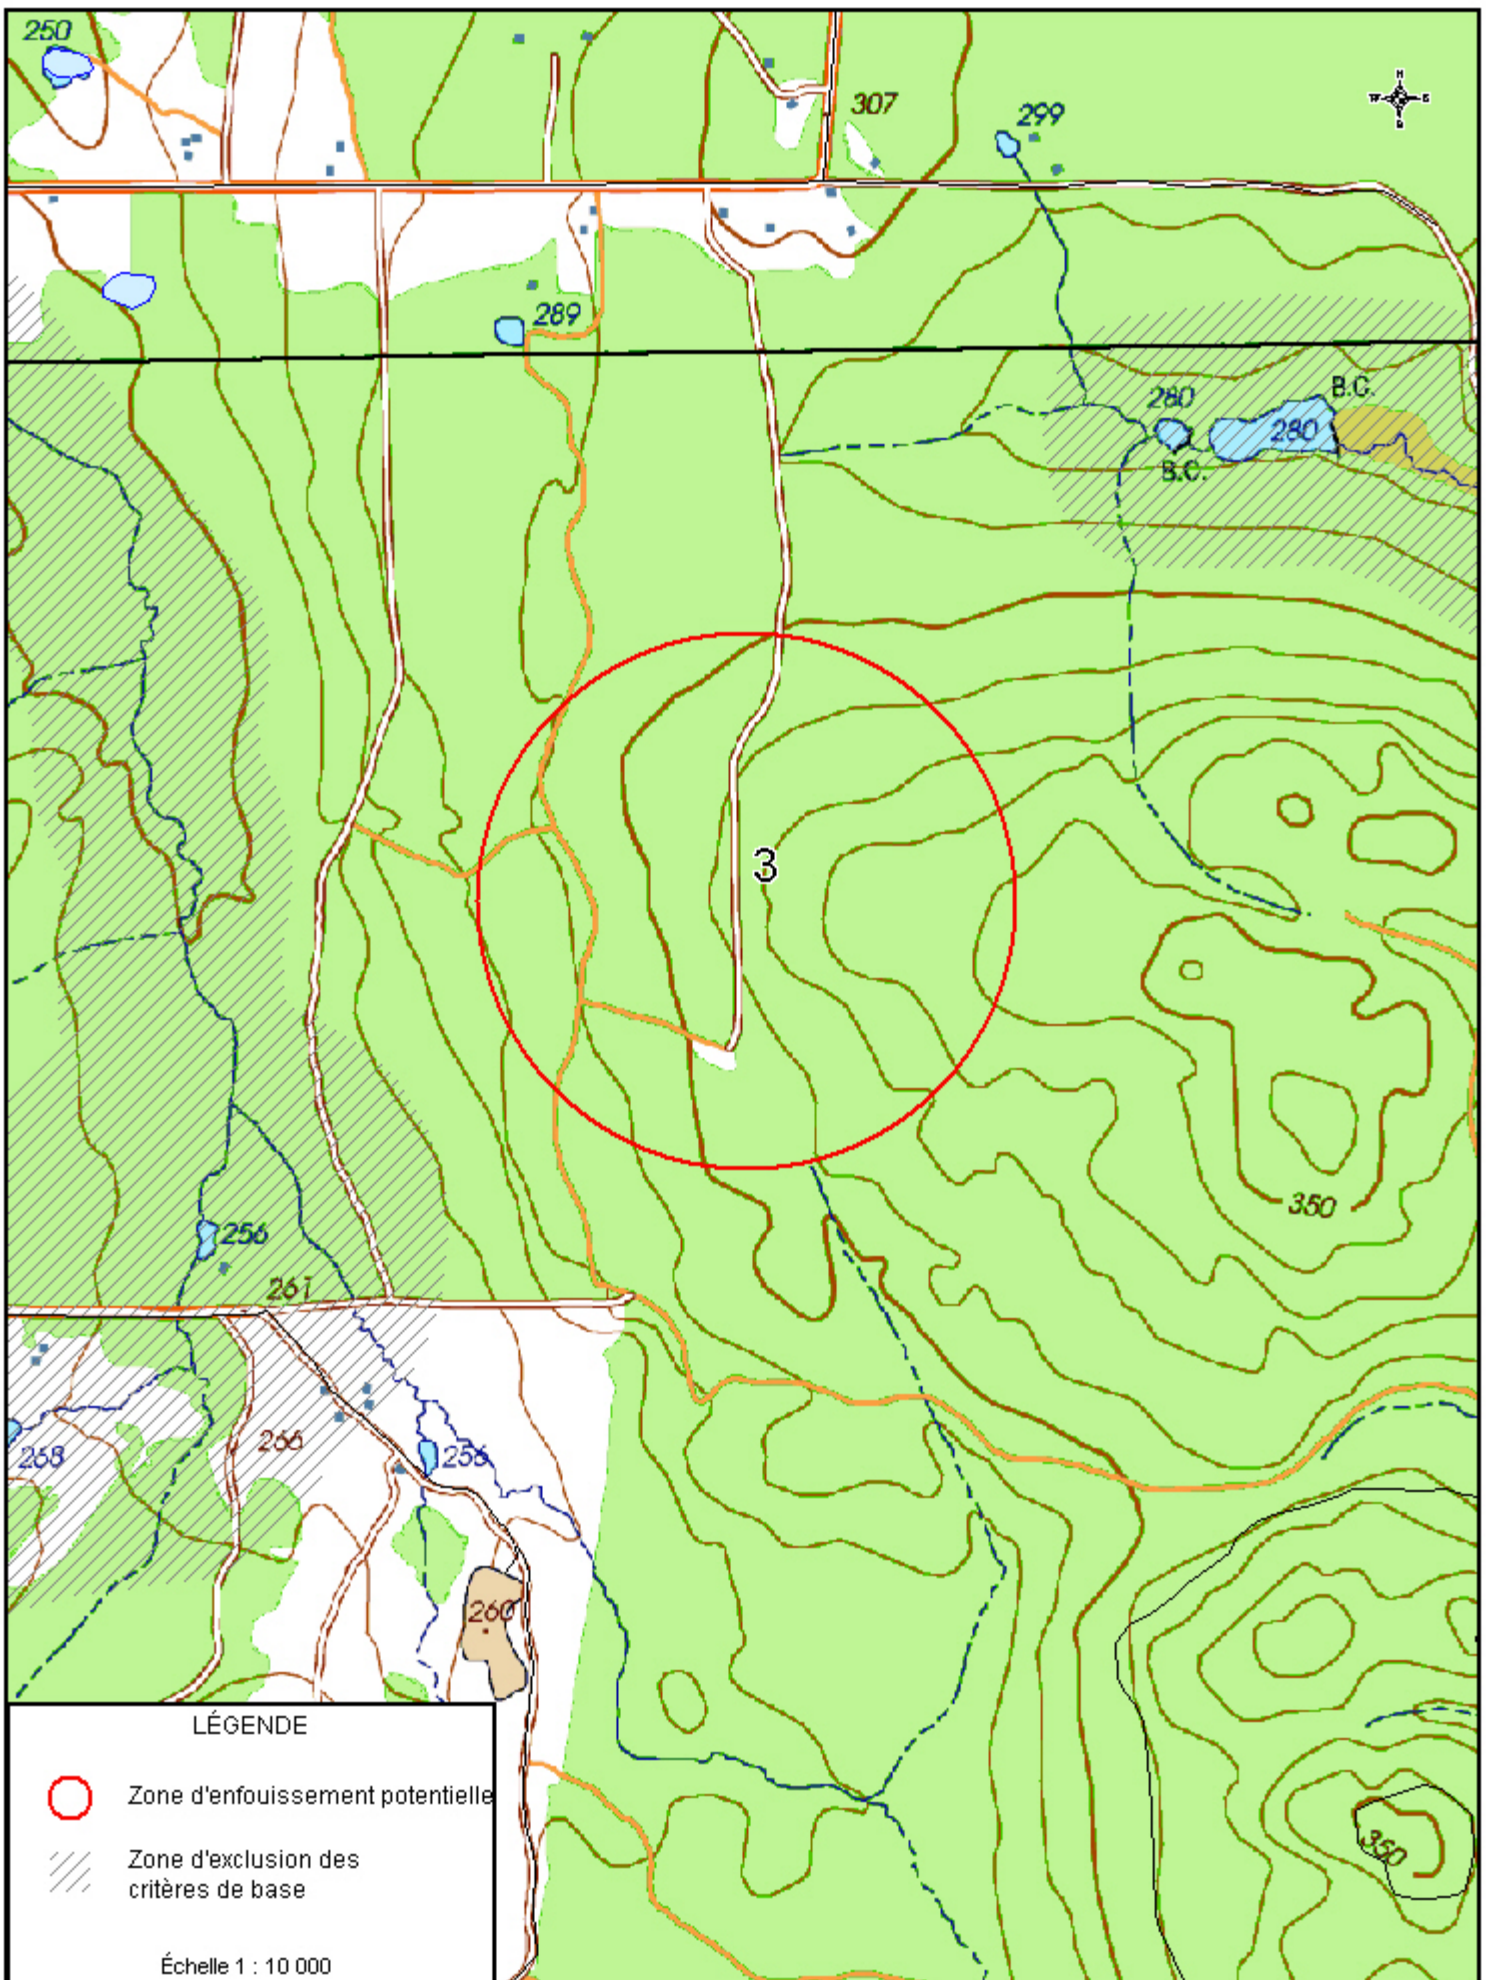 250
307
299
N
W E
S
289
280
B.C.
280
B.C.
3
350
256
261
268
266
256
260
350
LÉGENDE
Zone d'enfouissement potentielle
Zone d'exclusion des
critères de base
Échelle 1 : 10 000